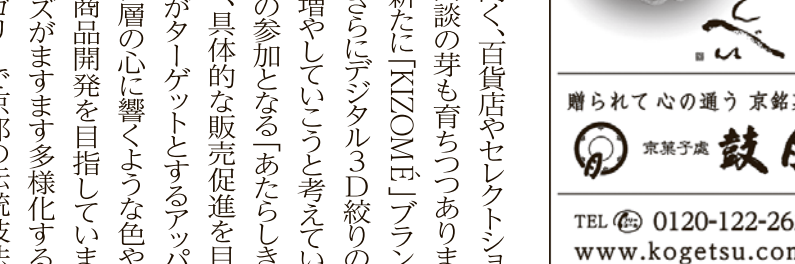 く、百貨店やセレクトショ
談の芽も育ちつつありま
新たに「KIZOMÉ」ブラン
さらにデジタル３Ｄ絞りの
増やしていこうと考えてい
の参加となる「あたらしき
、具体的な販売促進を目
がターゲットとするアッパ
層の心に響くような色や
商品開発を目指していま
ズがますます多様化する
贈られて 心の通う 京銘
京菓子處 鼓月
TEL 0120-122-26
www.kogetsu.con